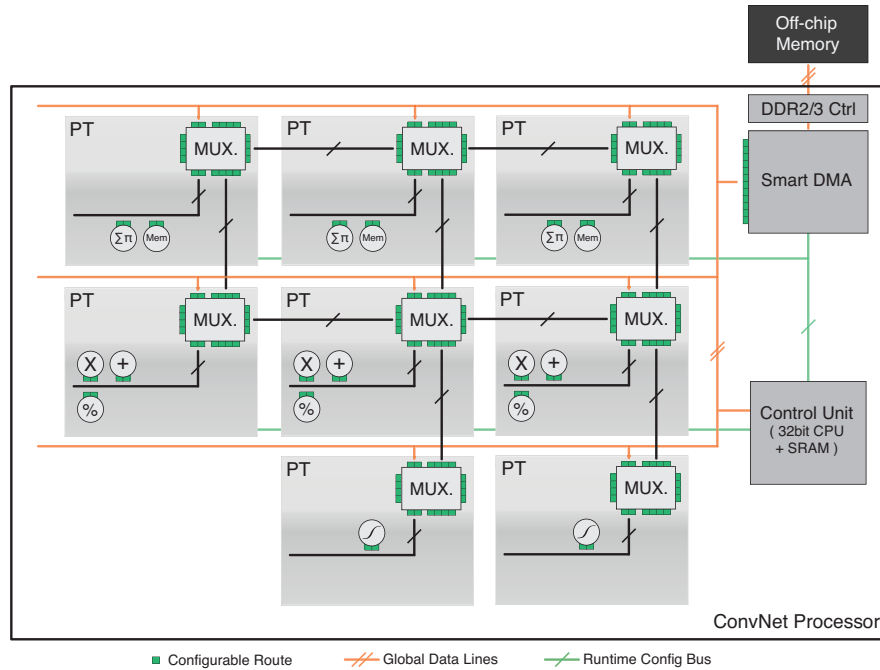 Off-chip
Memory
DDR2/3 Ctrl
PT
MUX.
Σπ
Mem
PT
MUX.
Σπ
Mem
PT
MUX.
Σπ
Mem
Smart DMA
PT
MUX.
X
+
%
PT
MUX.
X
+
%
PT
MUX.
X
+
%
Control Unit
( 32bit CPU
+ SRAM )
PT
MUX.
PT
MUX.
ConvNet Processor
Configurable Route
Global Data Lines
Runtime Config Bus